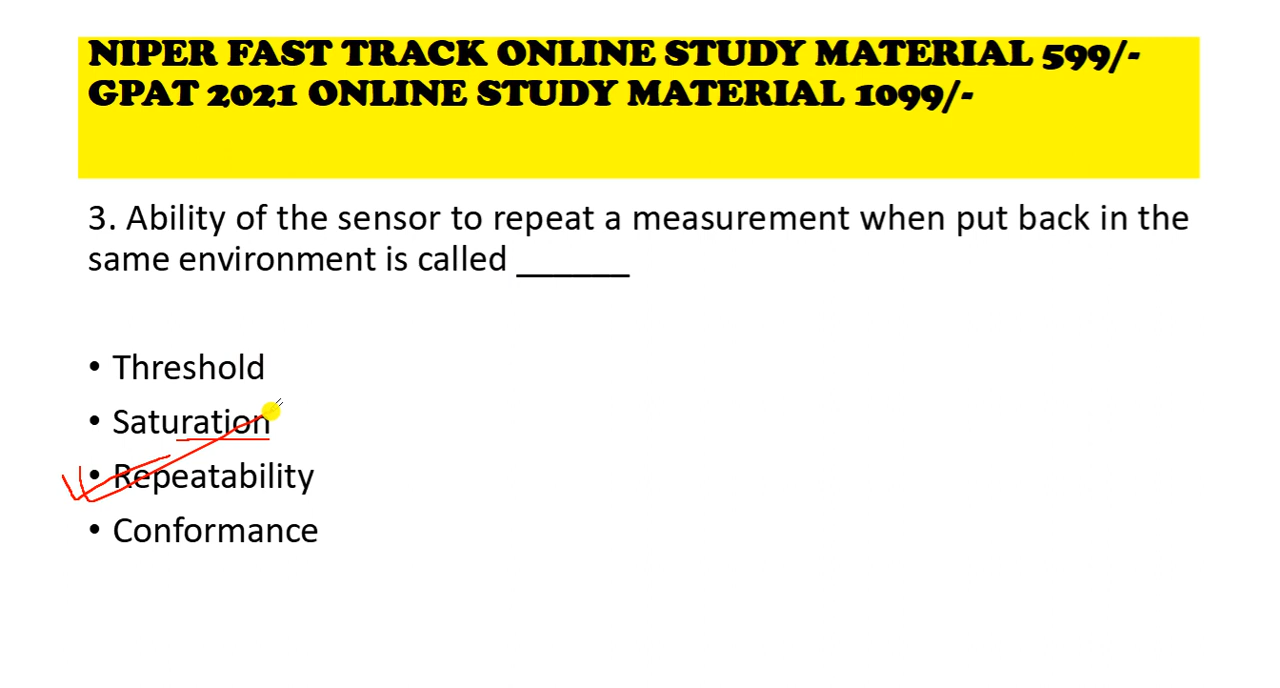 NIPER FAST TRACK ONLINE STUDY MATERIAL 599/-
GPAT 2021 ONLINE STUDY MATERIAL 1099/-
3. Ability of the sensor to repeat a measurement when put back in the
same environment is called ______
• Threshold
• Saturation
• Repeatability
• Conformance